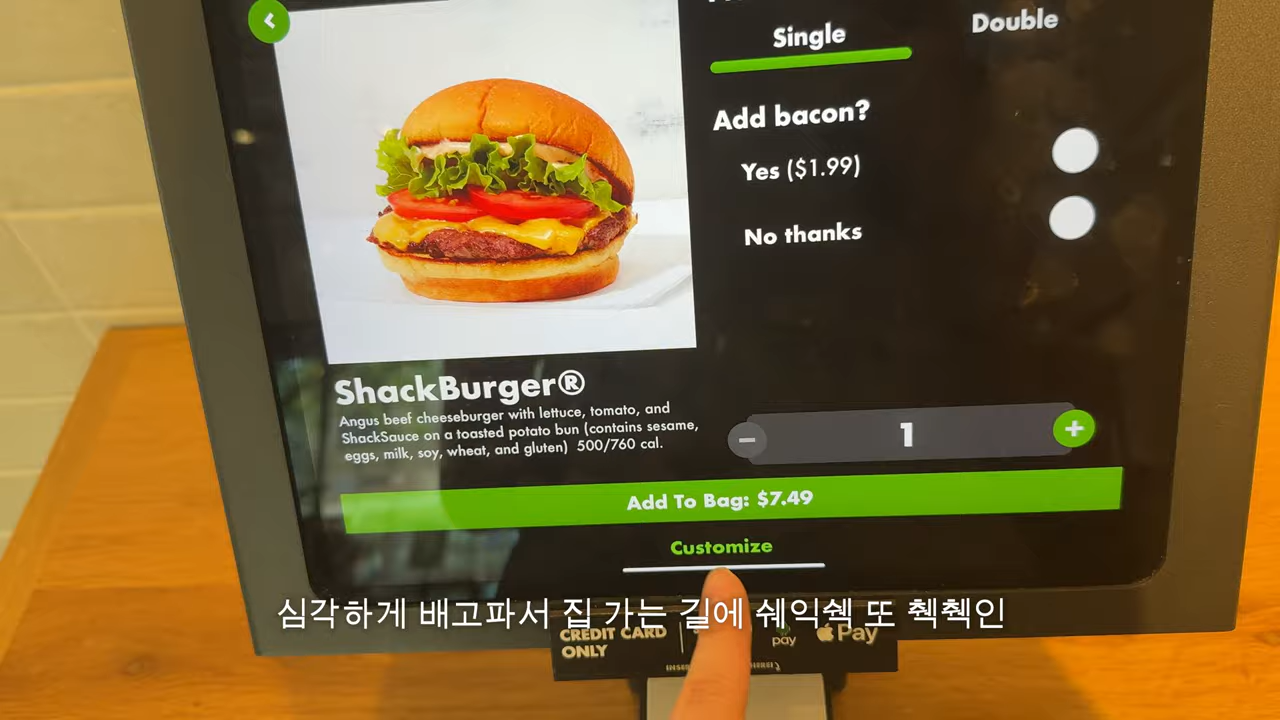 Single
Double
Add bacon?
Yes ($1.99)
No thanks
ShackBurger®
Angus beef cheeseburger with lettuce, tomato, and
ShackSauce on a toasted potato bun (contains sesame,
eggs, milk, soy, wheat, and gluten) 500/760 cal.
1
Add To Bag: $7.49
Customize
심각하게 배고파서 집 가는 길에 쉐익쉑 또 췍췍인
CREDIT CARD
ONLY
pay
Pay